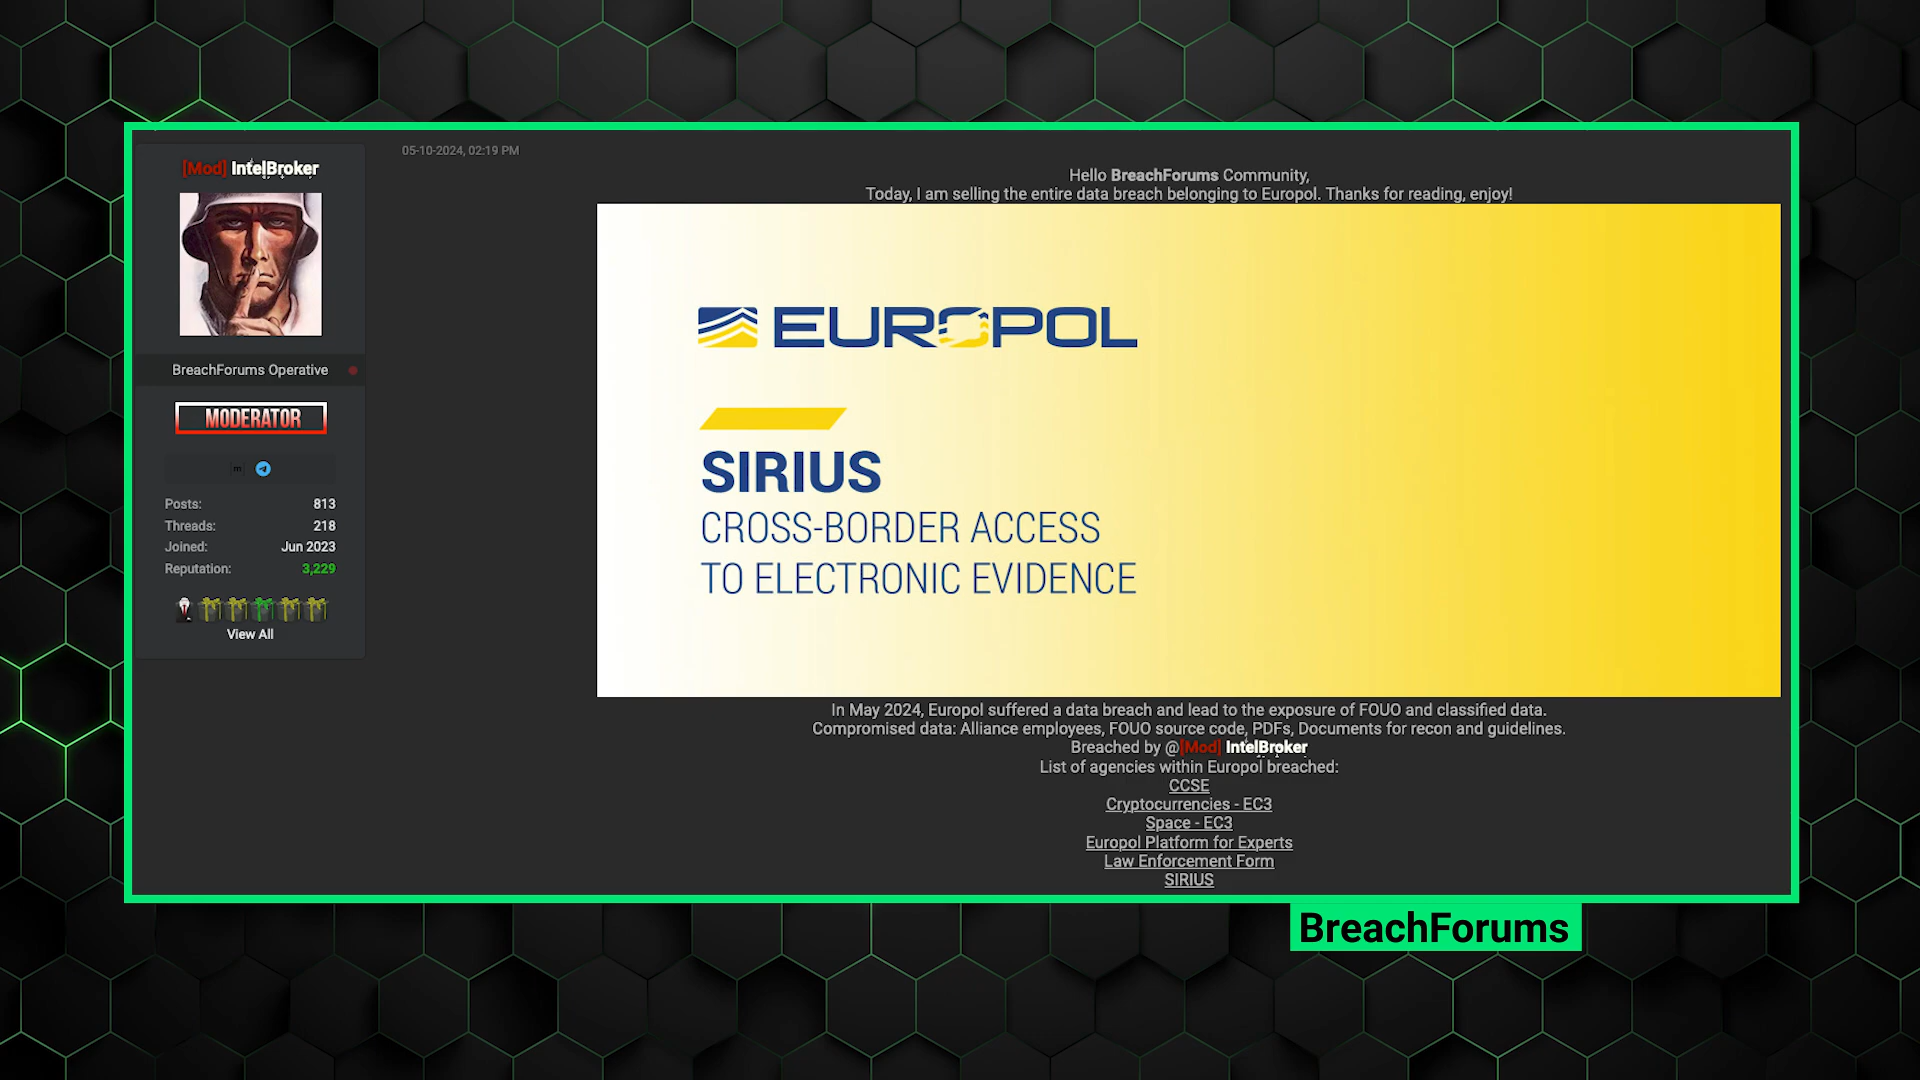 [Mod] IntelBroker
BreachForums Operative
MODERATOR
m
Posts: 813
Threads: 218
Joined: Jun 2023
Reputation: 3,229
View All
05-10-2024, 02:19 PM
Hello BreachForums Community,
Today, I am selling the entire data breach belonging to Europol. Thanks for reading, enjoy!
EUROPOL
SIRIUS
CROSS-BORDER ACCESS
TO ELECTRONIC EVIDENCE
In May 2024, Europol suffered a data breach and lead to the exposure of FOUO and classified data.
Compromised data: Alliance employees, FOUO source code, PDFs, Documents for recon and guidelines.
Breached by @[Mod] IntelBroker
List of agencies within Europol breached:
CCSE
Cryptocurrencies - EC3
Space - EC3
Europol Platform for Experts
Law Enforcement Form
SIRIUS
BreachForums